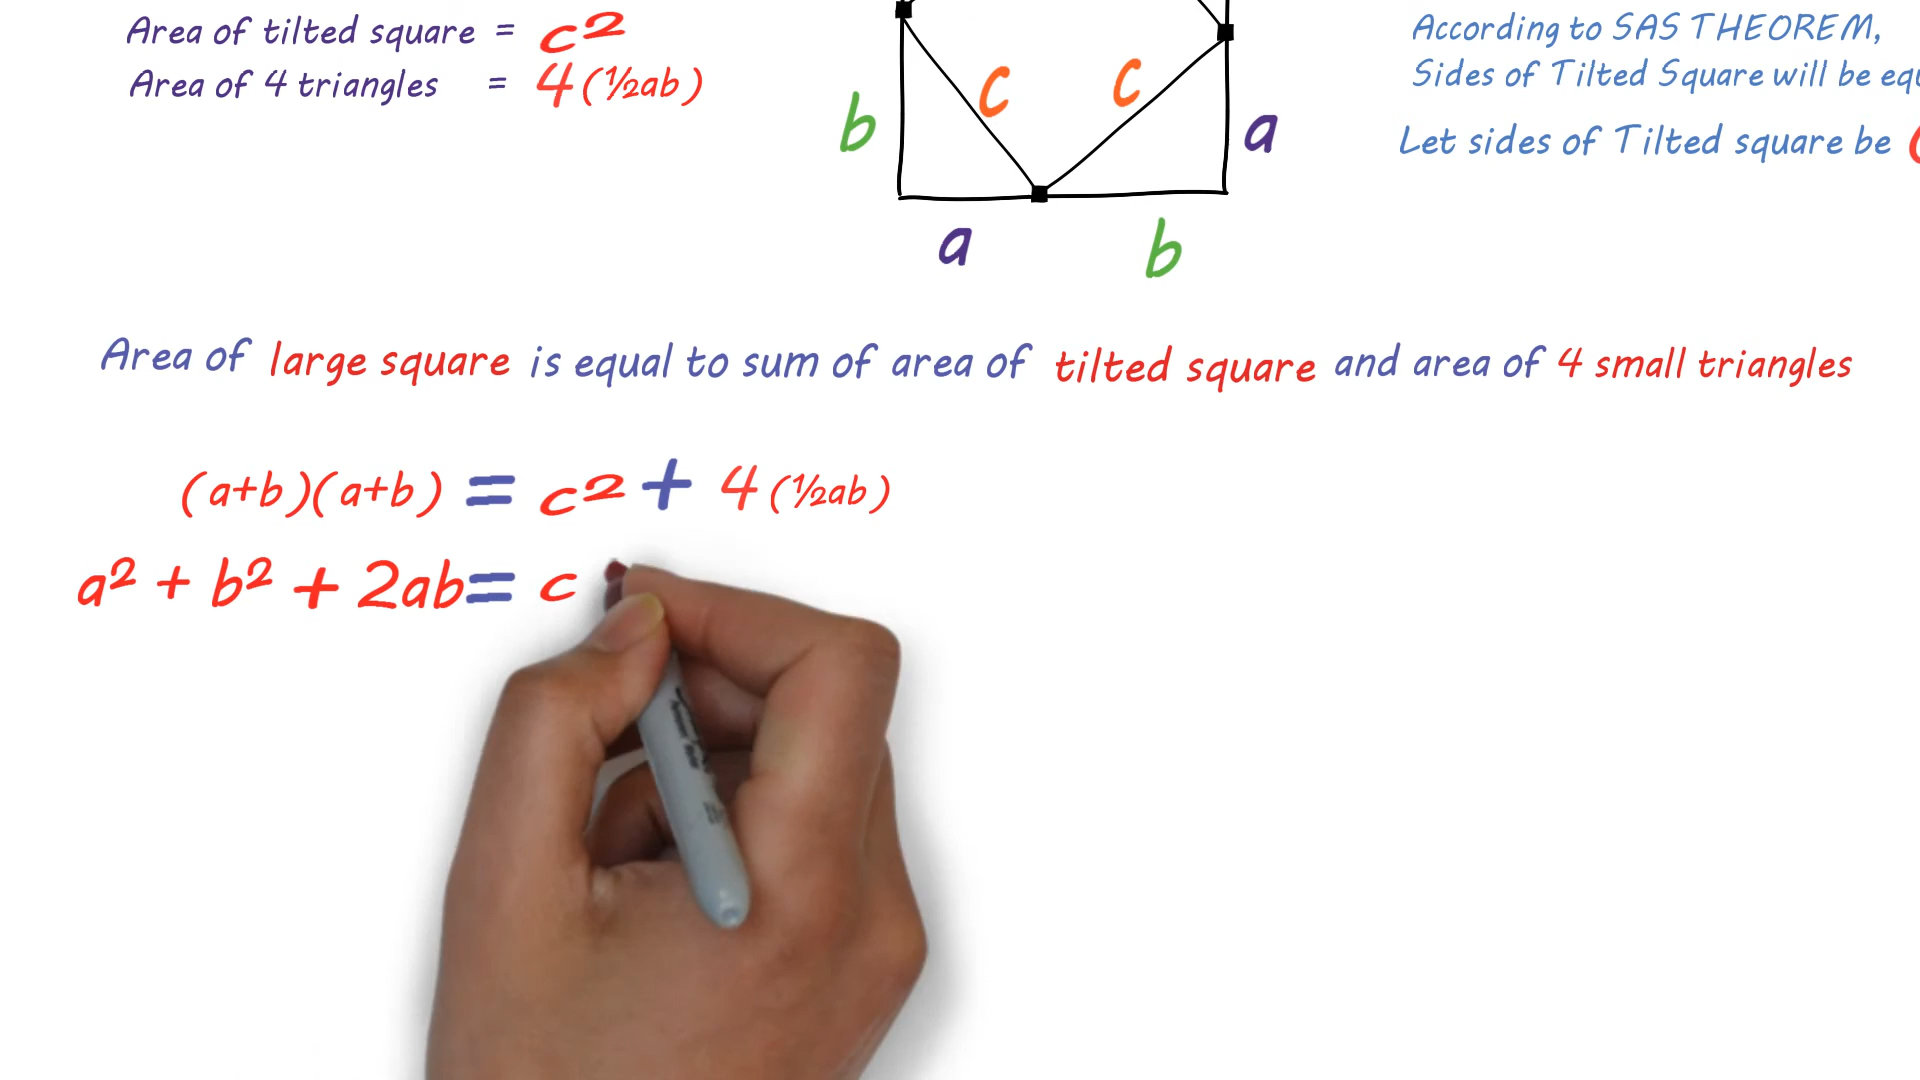 Area of tilted square = c²
Area of 4 triangles = 4(½ab)
According to SAS THEOREM,
Sides of Tilted Square will be equ
Let sides of Tilted square be
c c
b a
a b
Area of large square is equal to sum of area of tilted square and area of 4 small triangles
(a+b)(a+b) = c² + 4(½ab)
a² + b² + 2ab = c